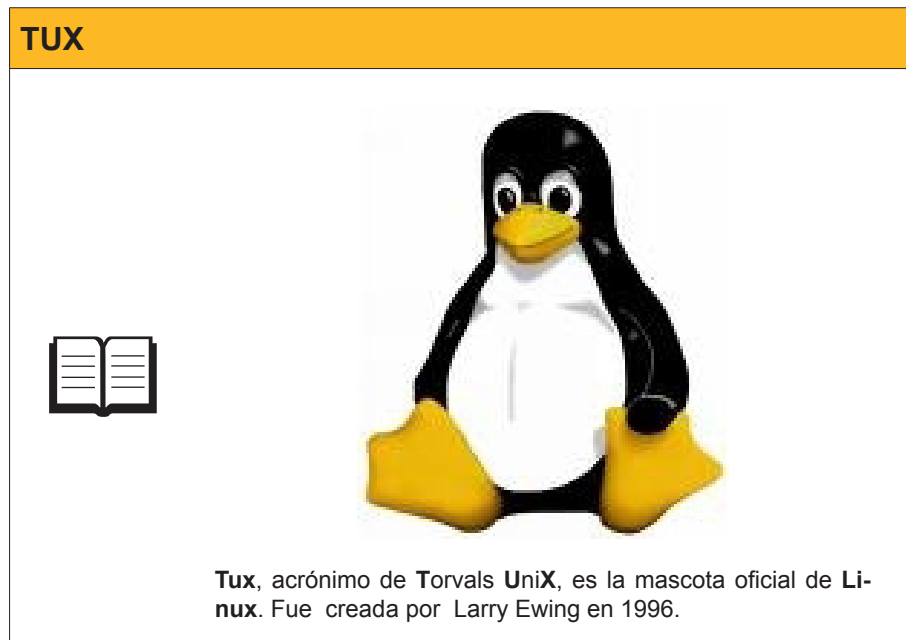 TUX
Tux, acrónimo de Torvals UniX, es la mascota oficial de Li-
nux. Fue creada por Larry Ewing en 1996.